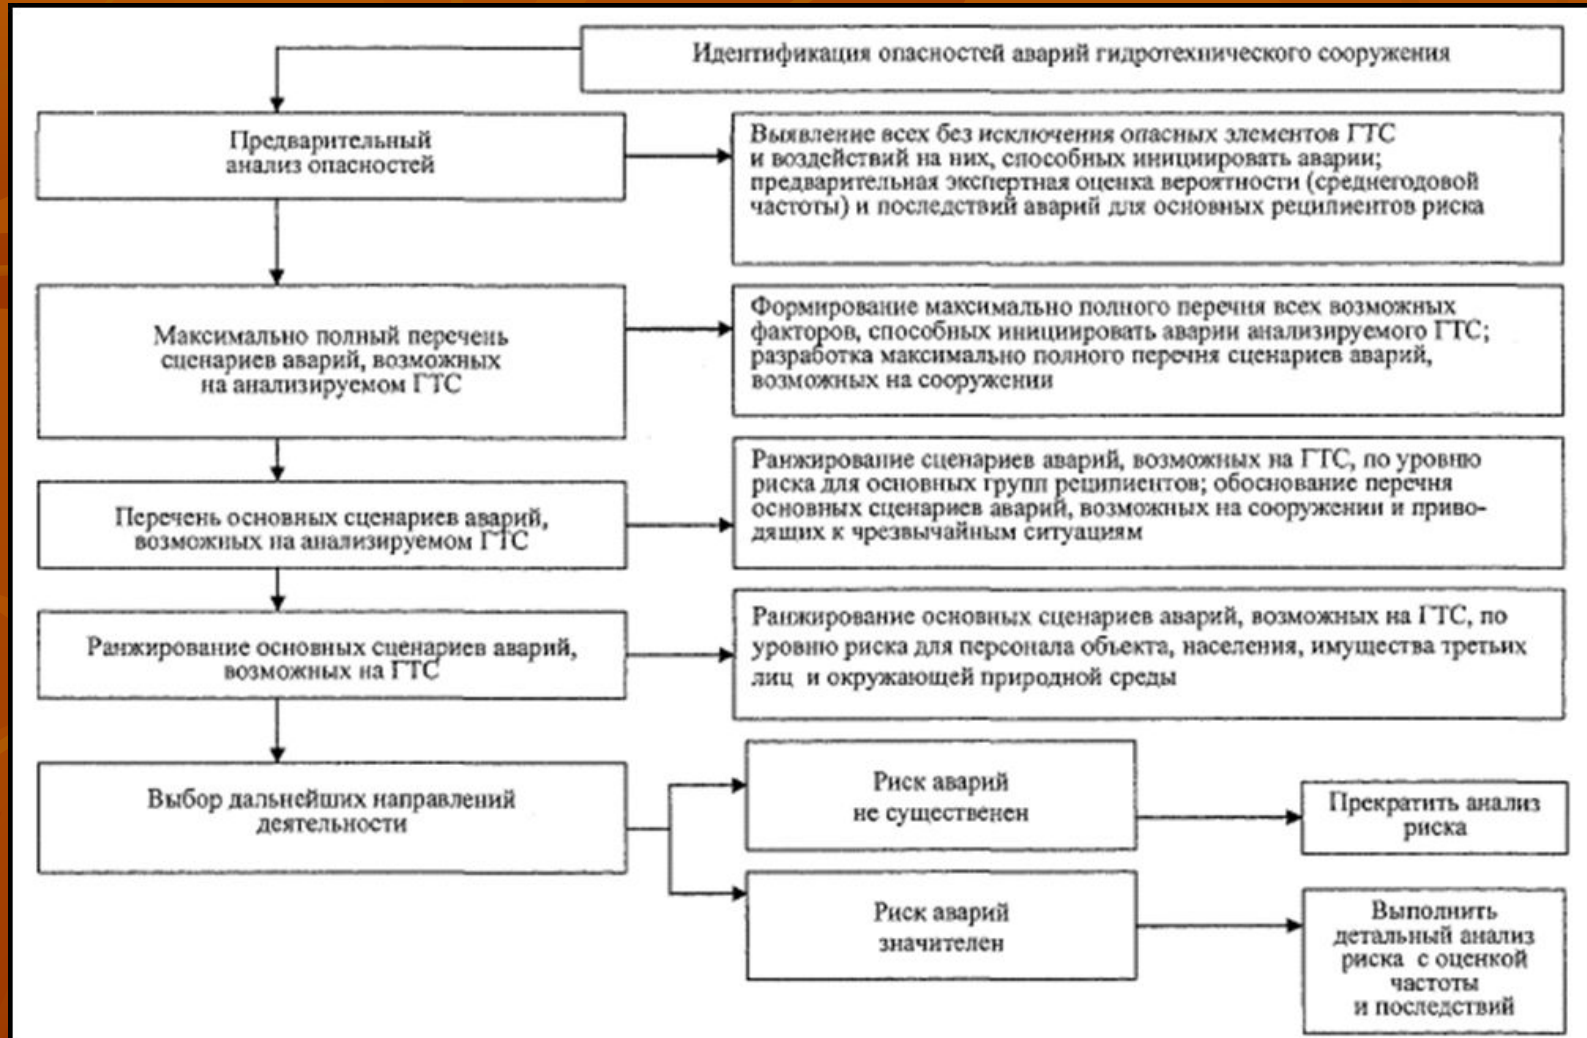 Идентификация опасностей аварий гидротехнического сооружения
Предварительный
анализ опасностей
Выявление всех без исключения опасных элементов ГТС
и воздействий на них, способных инициировать аварии;
предварительная экспертная оценка вероятности (среднегодовой
частоты) и последствий аварий для основных реципиентов риска
Максимально полный перечень
сценариев аварий, возможных
на анализируемом ГТС
Формирование максимально полного перечня всех возможных
факторов, способных инициировать аварии анализируемого ГТС;
разработка максимально полного перечня сценариев аварий,
возможных на сооружении
Перечень основных сценариев аварий,
возможных на анализируемом ГТС
Ранжирование сценариев аварий, возможных на ГТС, по уровню
риска для основных групп реципиентов; обоснование перечня
основных сценариев аварий, возможных на сооружении и приво-
дящих к чрезвычайным ситуациям
Ранжирование основных сценариев аварий,
возможных на ГТС
Ранжирование основных сценариев аварий, возможных на ГТС, по
уровню риска для персонала объекта, населения, имущества третьих
лиц и окружающей природной среды
Выбор дальнейших направлений
деятельности
Риск аварий
не существенен
Прекратить анализ
риска
Риск аварий
значителен
Выполнить
детальный анализ
риска с оценкой
частоты
и последствий